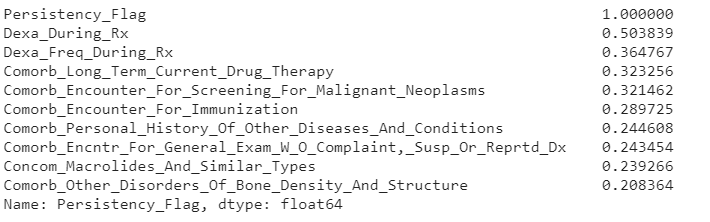 Persistency_Flag 1.000000
Dexa_During_Rx 0.503839
Dexa_Freq_During_Rx 0.364767
Comorb_Long_Term_Current_Drug_Therapy 0.323256
Comorb_Encounter_For_Screening_For_Malignant_Neoplasms 0.321462
Comorb_Encounter_For_Immunization 0.289725
Comorb_Personal_History_Of_Other_Diseases_And_Conditions 0.244608
Comorb_Encntr_For_General_Exam_W_O_Complaint,_Susp_Or_Reprtd_Dx 0.243454
Concom_Macrolides_And_Similar_Types 0.239266
Comorb_Other_Disorders_Of_Bone_Density_And_Structure 0.208364
Name: Persistency_Flag, dtype: float64